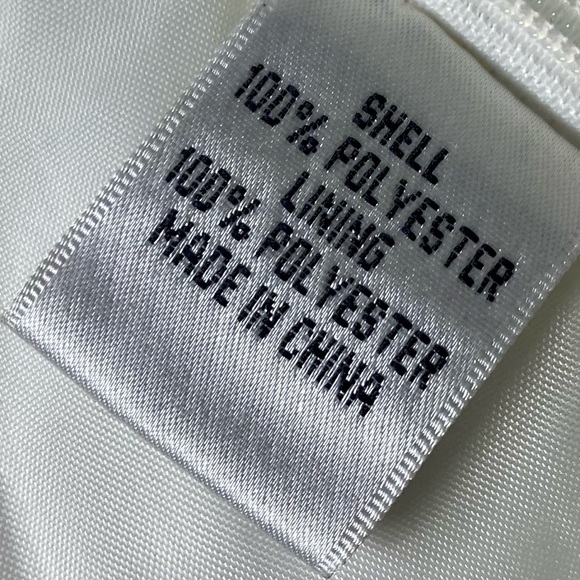 SHELL
100% POLYESTER
LINING
100% POLYESTER
MADE IN CHINA